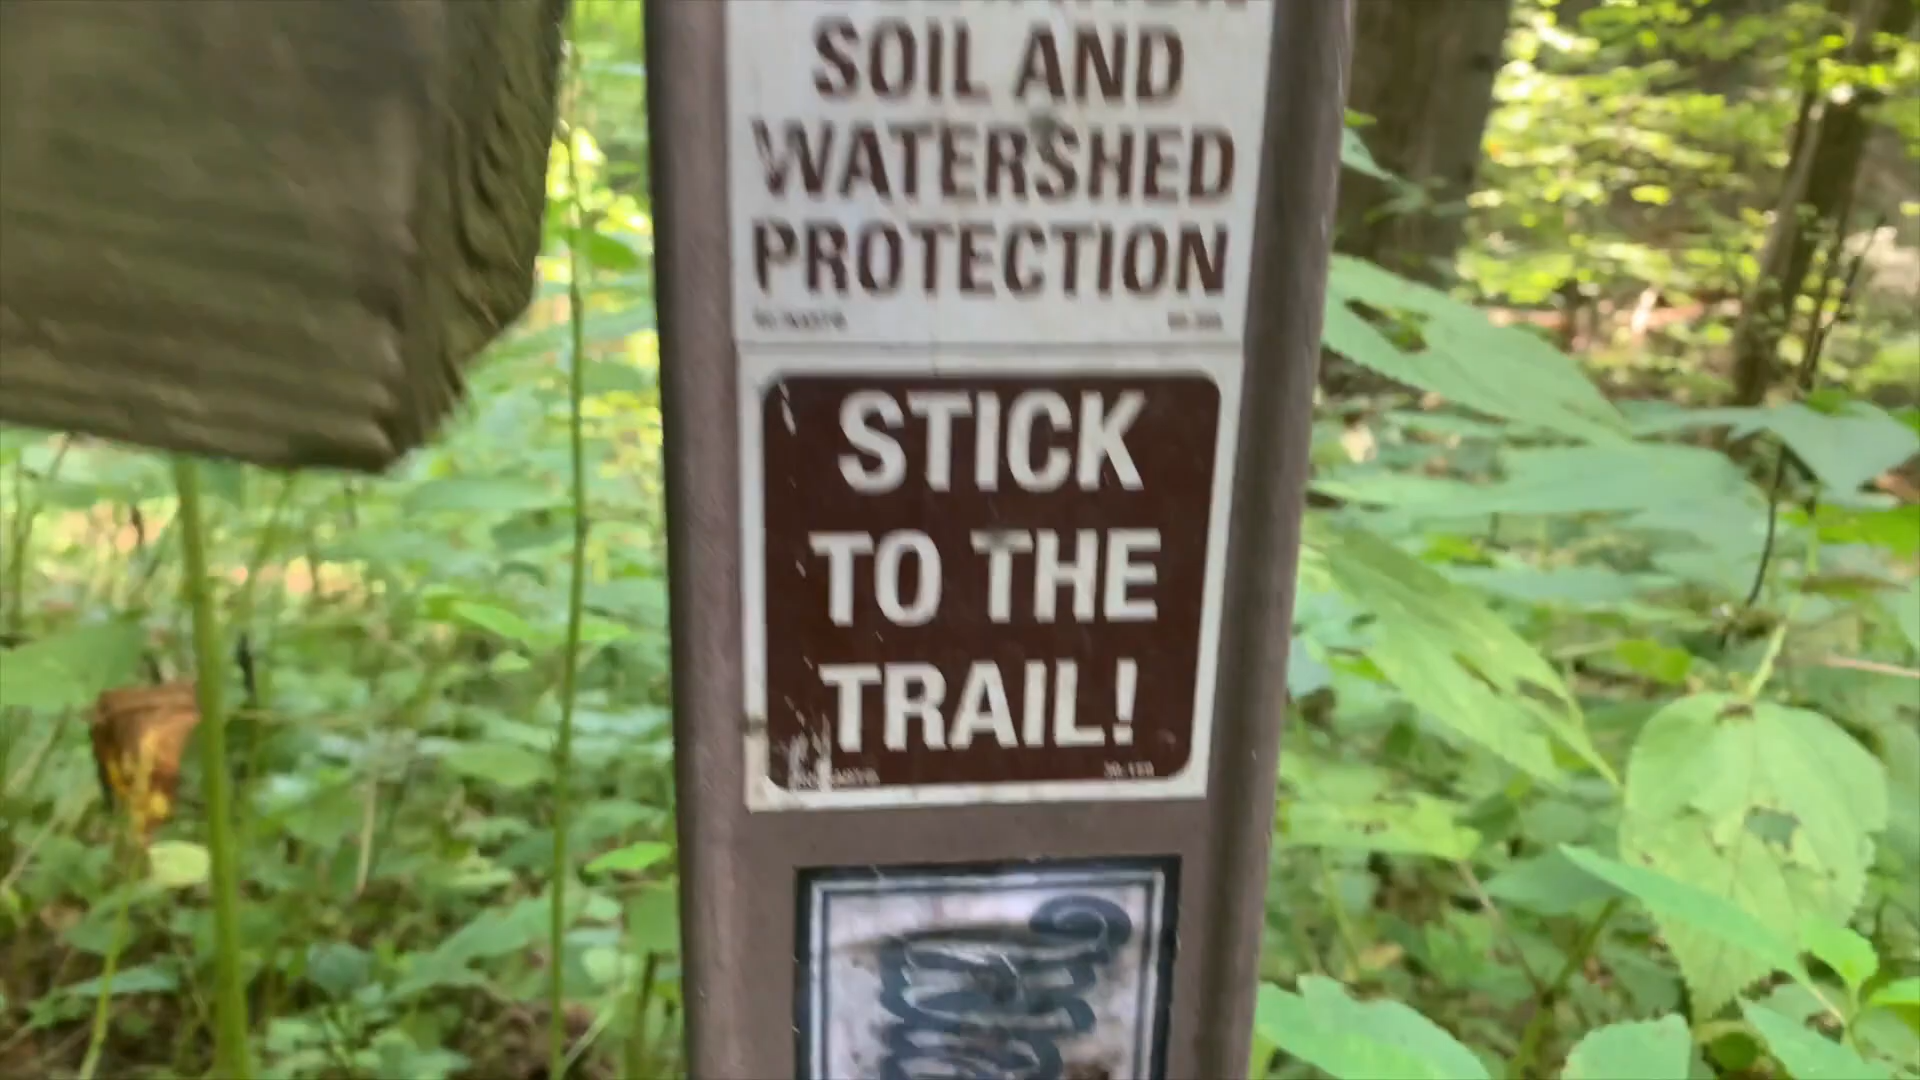 SOIL AND
WATERSHED
PROTECTION
STICK
TO THE
TRAIL!